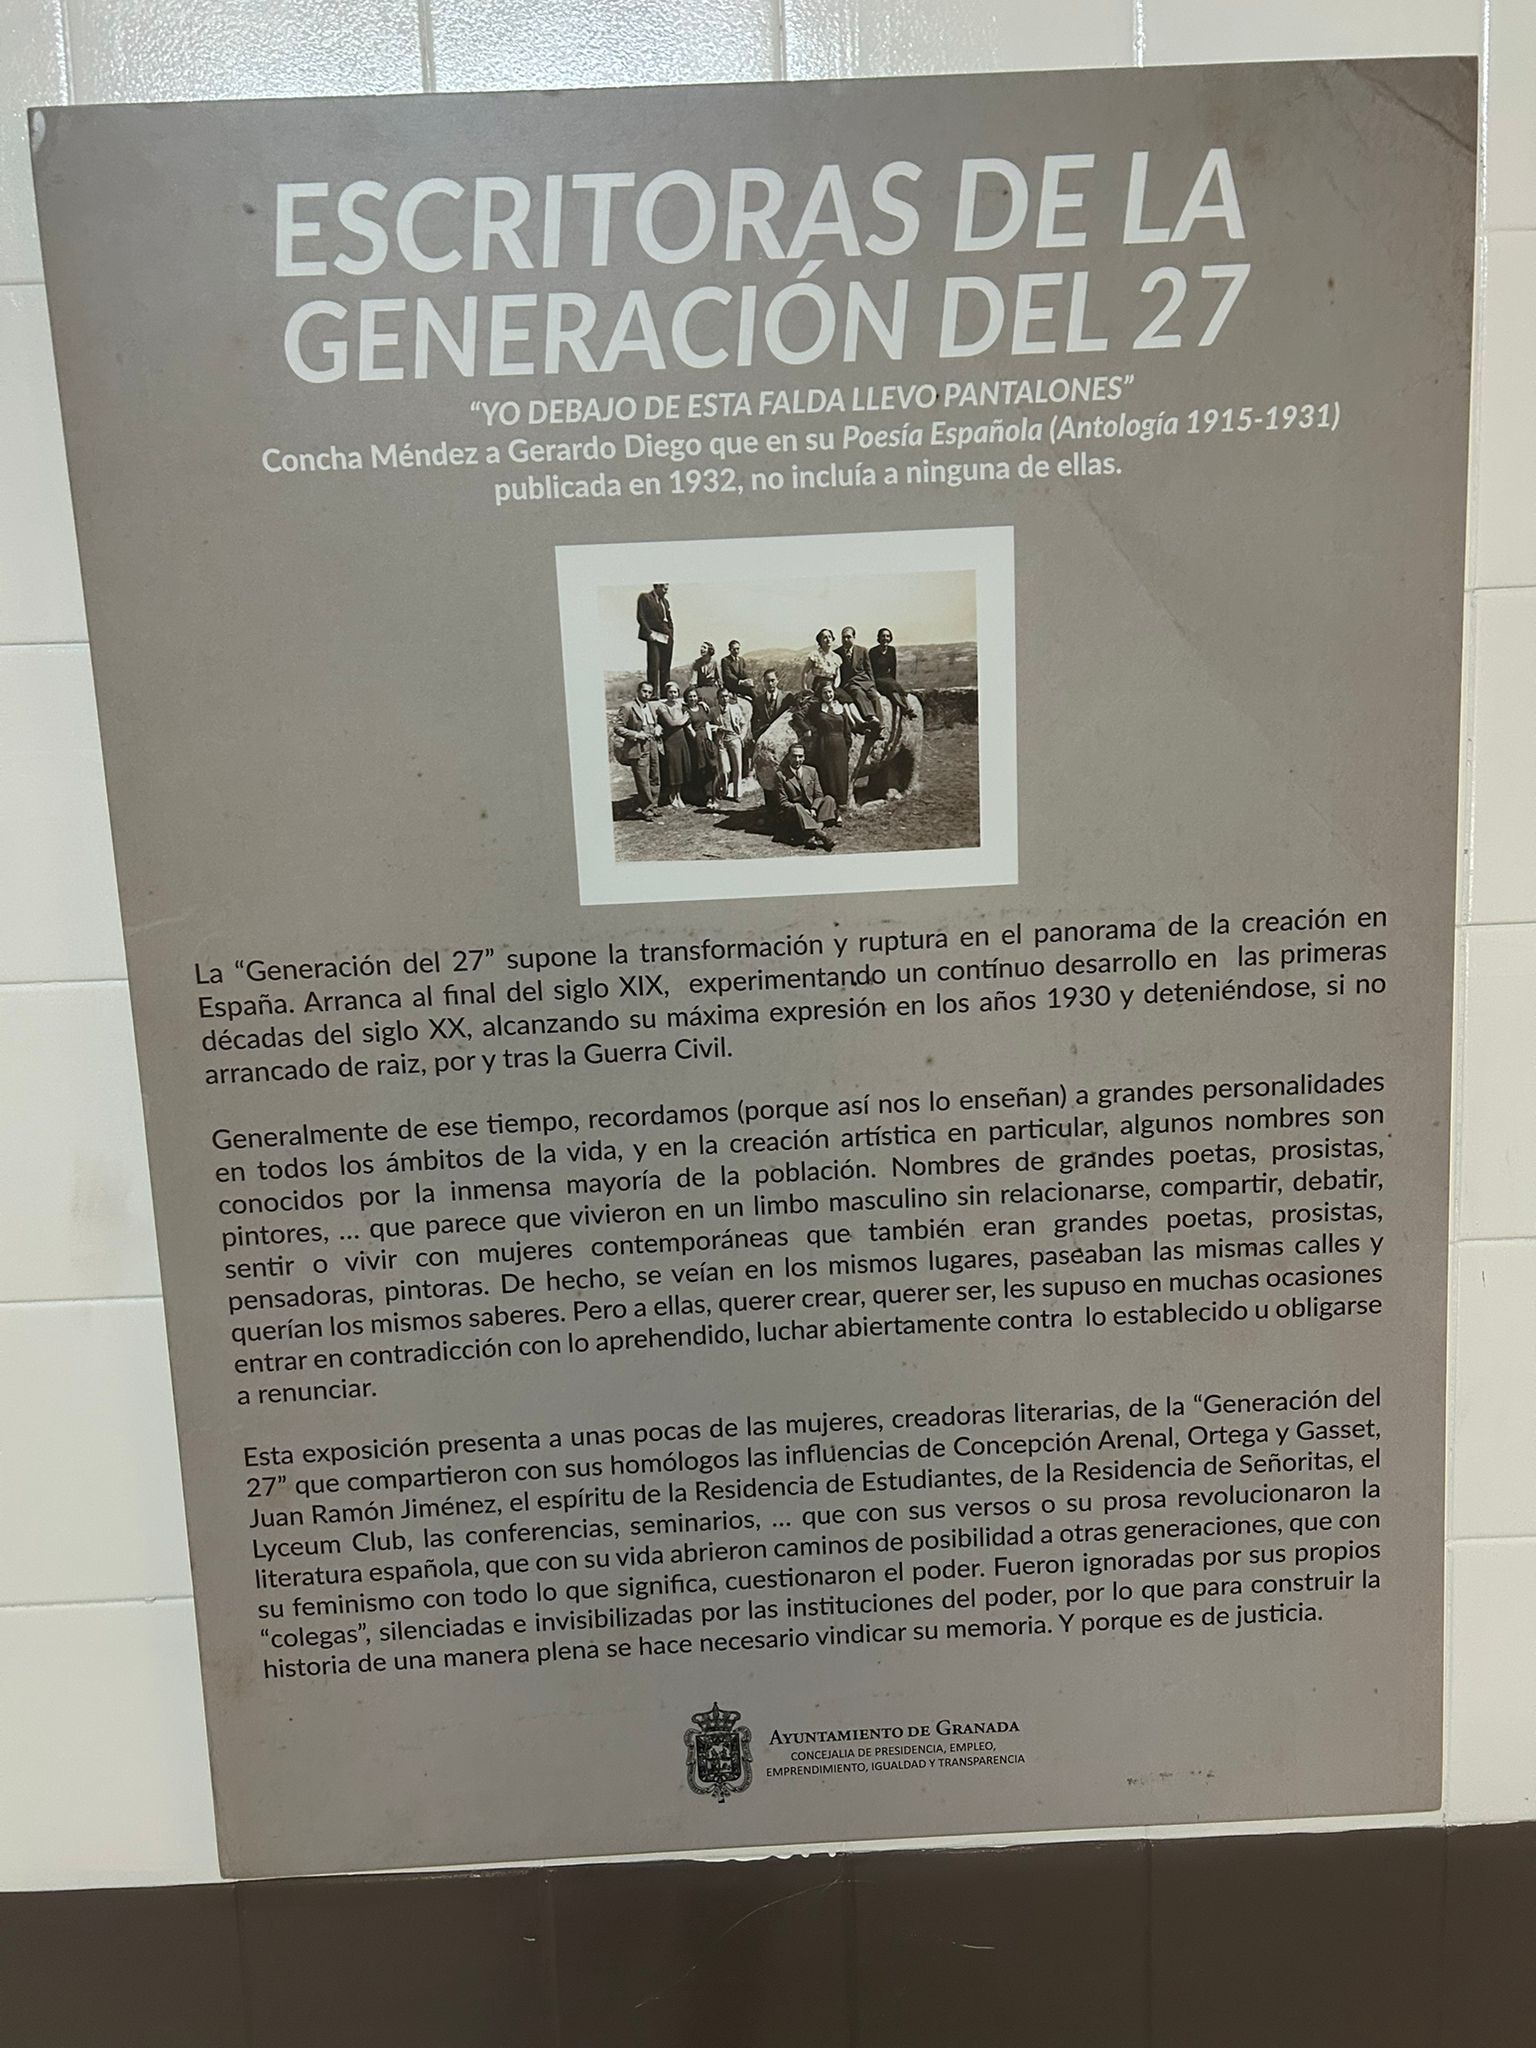 ESCRITORAS DE LA
GENERACIÓN DEL 27
“YO DEBAJO DE ESTA FALDA LLEVO PANTALONES”
Concha Méndez a Gerardo Diego que en su Poesía Española (Antología 1915-1931)
publicada en 1932, no incluía a ninguna de ellas.
La “Generación del 27” supone la transformación y ruptura en el panorama de la creación en
España. Arranca al final del siglo XIX, experimentando un contínuo desarrollo en las primeras
décadas del siglo XX, alcanzando su máxima expresión en los años 1930 y deteniéndose, si no
arrancado de raiz, por y tras la Guerra Civil.
Generalmente de ese tiempo, recordamos (porque así nos lo enseñan) a grandes personalidades
en todos los ámbitos de la vida, y en la creación artística en particular, algunos nombres son
conocidos por la inmensa mayoría de la población. Nombres de grandes poetas, prosistas,
pintores, ... que parece que vivieron en un limbo masculino sin relacionarse, compartir, debatir,
sentir o vivir con mujeres contemporáneas que también eran grandes poetas, prosistas,
pensadoras, pintoras. De hecho, se veían en los mismos lugares, paseaban las mismas calles y
querían los mismos saberes. Pero a ellas, querer crear, querer ser, les supuso en muchas ocasiones
entrar en contradicción con lo aprehendido, luchar abiertamente contra lo establecido u obligarse
a renunciar.
Esta exposición presenta a unas pocas de las mujeres, creadoras literarias, de la “Generación del
27” que compartieron con sus homólogos las influencias de Concepción Arenal, Ortega y Gasset,
Juan Ramón Jiménez, el espíritu de la Residencia de Estudiantes, de la Residencia de Señoritas, el
Lyceum Club, las conferencias, seminarios, ... que con sus versos o su prosa revolucionaron la
literatura española, que con su vida abrieron caminos de posibilidad a otras generaciones, que con
su feminismo con todo lo que significa, cuestionaron el poder. Fueron ignoradas por sus propios
“colegas”, silenciadas e invisibilizadas por las instituciones del poder, por lo que para construir la
historia de una manera plena se hace necesario vindicar su memoria. Y porque es de justicia.
AYUNTAMIENTO DE GRANADA
CONCEJALIA DE PRESIDENCIA, EMPLEO,
EMPRENDIMIENTO, IGUALDAD Y TRANSPARENCIA